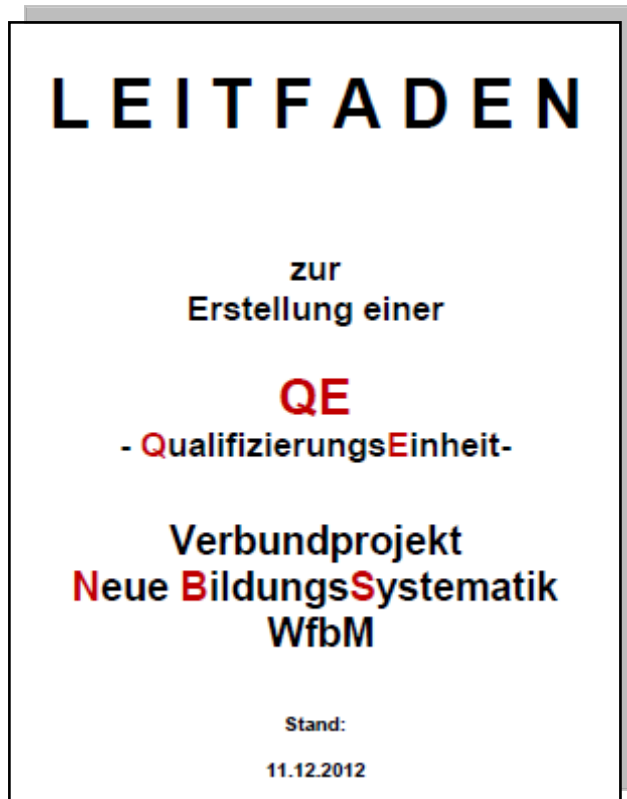 L E I T F A D E N
zur
Erstellung einer
QE
- QualifizierungsEinheit-
Verbundprojekt
Neue BildungsSystematik
WfbM
Stand:
11.12.2012